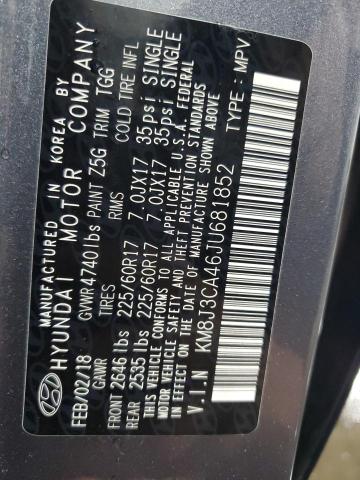 MANUFACTURED IN KOREA BY
HYUNDAI MOTOR COMPANY
FEB/02/18 GVWR 4740lbs PAINT Z5G TRIM TGG
GAWR TIRES RIMS COLD TIRE INFL
FRONT 2646 lbs 225/60R17 7.0JX17 35psi SINGLE
REAR 2535 lbs 225/60R17 7.0JX17 35psi SINGLE
THIS VEHICLE CONFORMS TO ALL APPLICABLE U.S.A. FEDERAL
MOTOR VEHICLE SAFETY AND THEFT PREVENTION STANDARDS
IN EFFECT ON THE DATE OF MANUFACTURE SHOWN ABOVE
V.I.N KM8J3CA46JU681852 TYPE : MPV